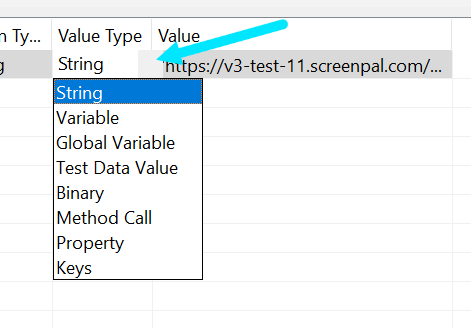 n Ty... Value Type Value
g String https://v3-test-11.screenpal.com/...
String
Variable
Global Variable
Test Data Value
Binary
Method Call
Property
Keys